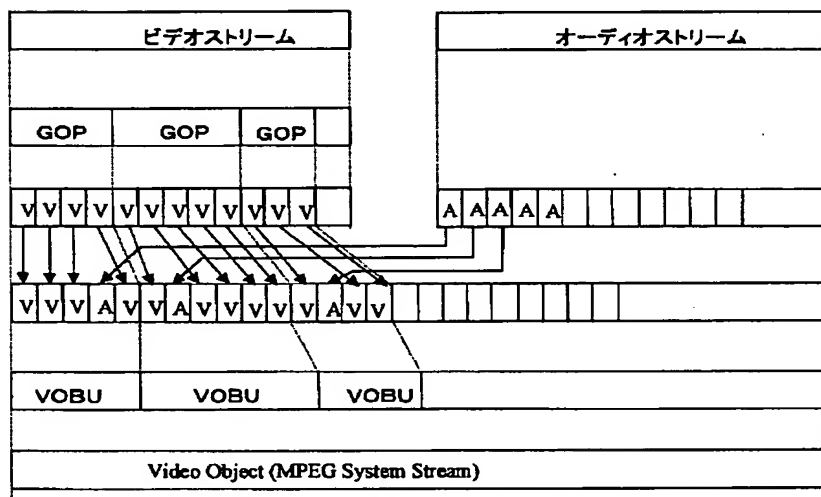 ビデオストリーム オーディオストリーム
GOP GOP GOP
V V V V V V V V V V V V A A A A A
V V V A V V A V V V V V A V V
VOBU VOBU VOBU
Video Object (MPEG System Stream)